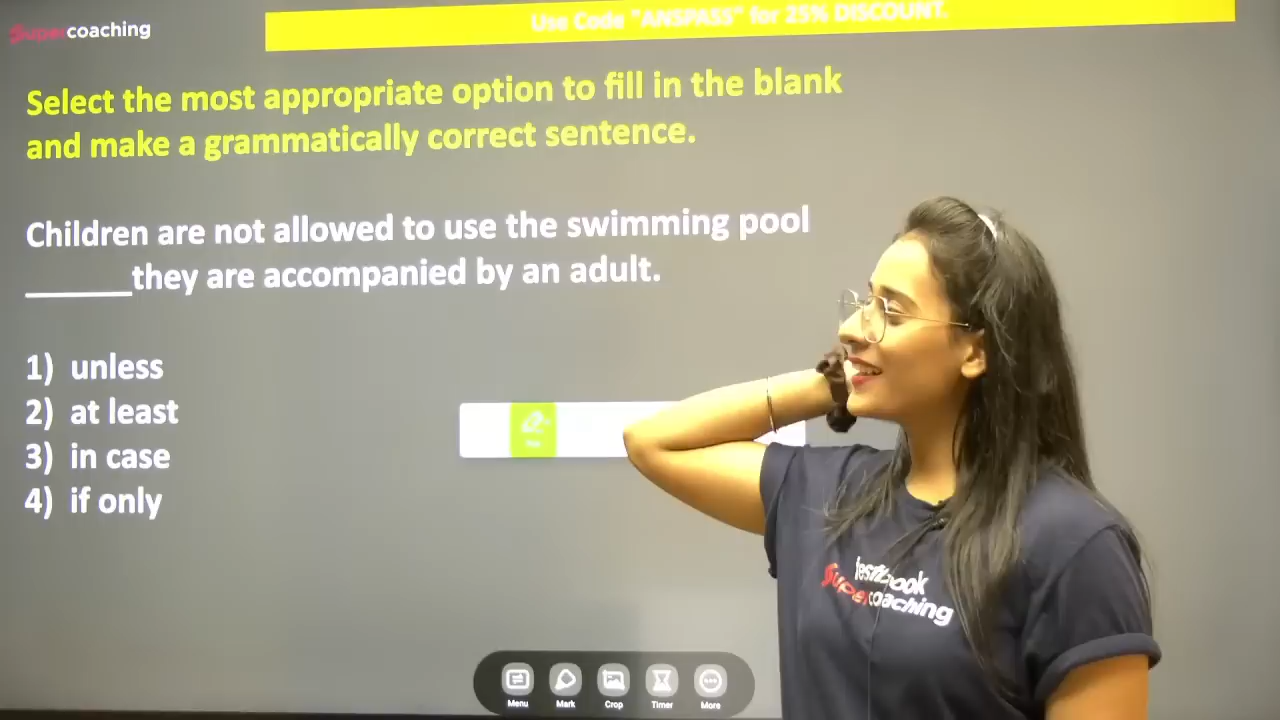 Supercoaching
Use Code "ANSPASS" for 25% DISCOUNT.
Select the most appropriate option to fill in the blank
and make a grammatically correct sentence.
Children are not allowed to use the swimming pool
______they are accompanied by an adult.
1) unless
2) at least
3) in case
4) if only
testbook
Supercoaching
Menu Mark Crop Timer More